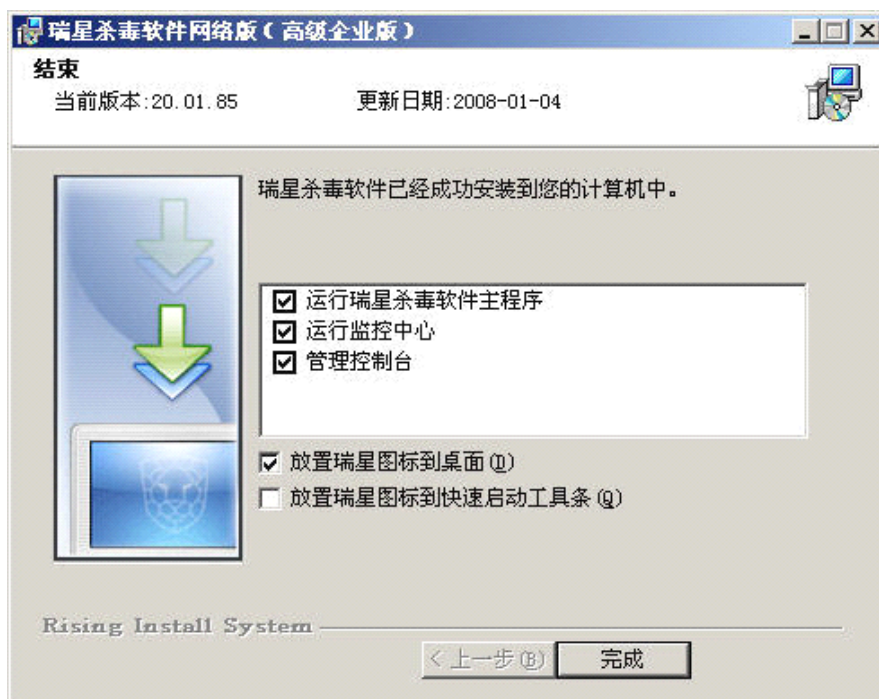 瑞星杀毒软件网络版(高级企业版)
结束
当前版本:20.01.85 更新日期:2008-01-04
瑞星杀毒软件已经成功安装到您的计算机中。
运行瑞星杀毒软件主程序
运行监控中心
管理控制台
放置瑞星图标到桌面(D)
放置瑞星图标到快速启动工具条(Q)
Rising Install System
< 上一步(B) 完成